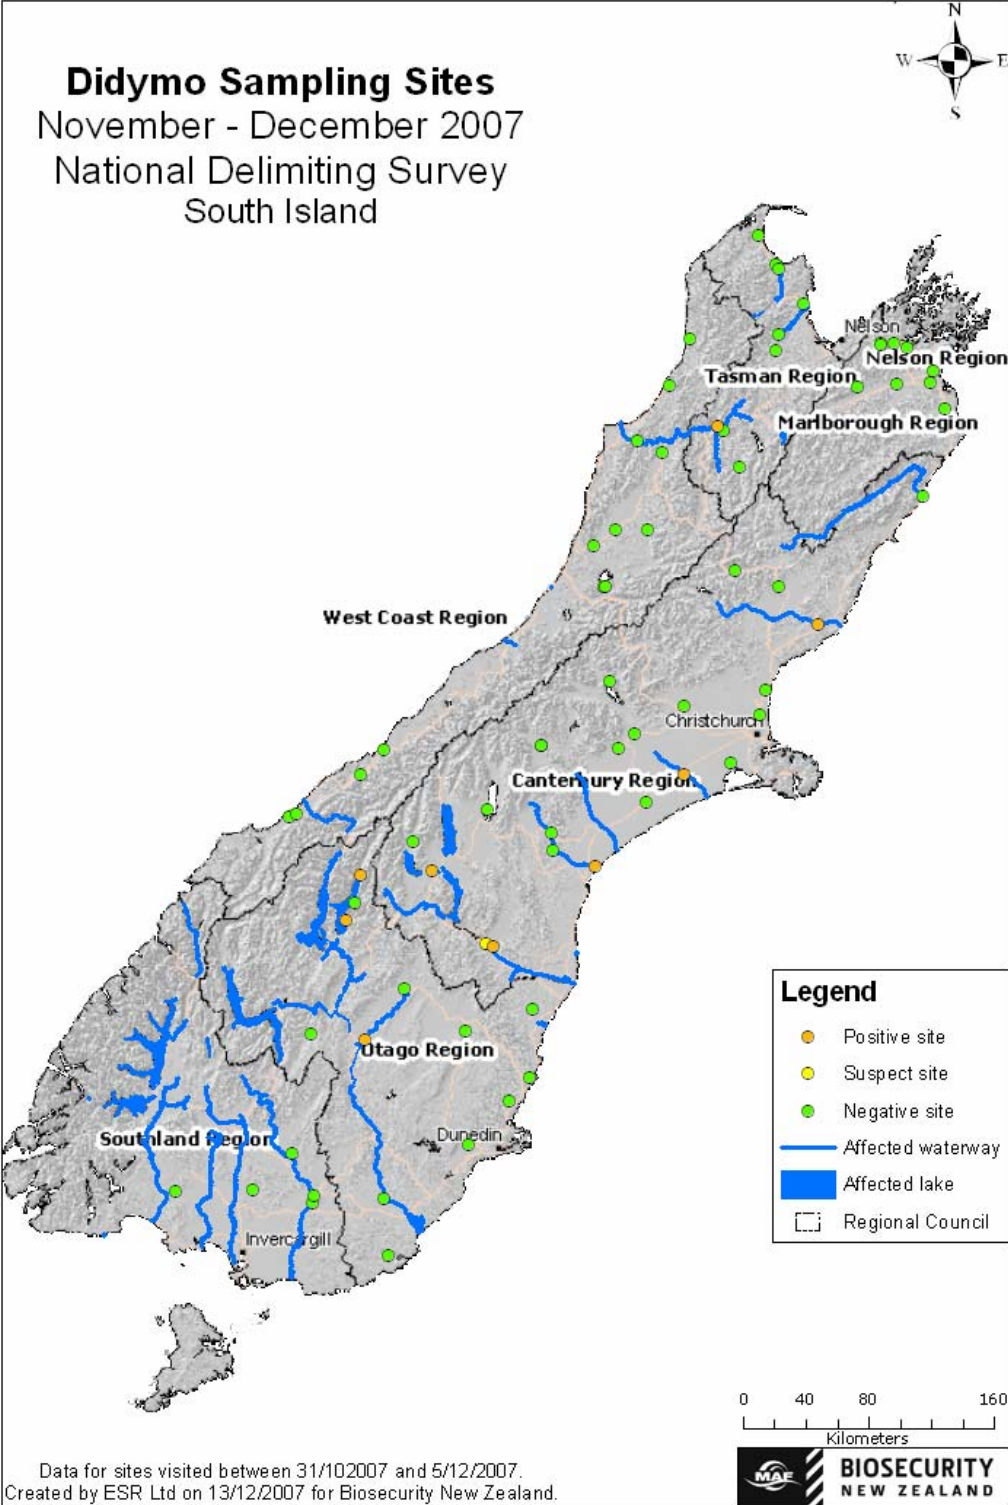 N
W E
S
Didymo Sampling Sites
November - December 2007
National Delimiting Survey
South Island
Nelson
Nelson Region
Tasman Region
Marlborough Region
West Coast Region
Christchurch
Canterbury Region
Otago Region
Dunedin
Southland Region
Invercargill
Legend
Positive site
Suspect site
Negative site
Affected waterway
Affected lake
Regional Council
0 40 80 160
Kilometers
MAF
BIOSECURITY
NEW ZEALAND
Data for sites visited between 31/102007 and 5/12/2007.
Created by ESR Ltd on 13/12/2007 for Biosecurity New Zealand.